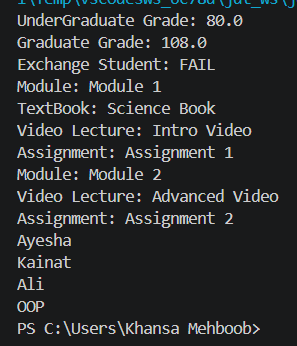 UnderGraduate Grade: 80.0
Graduate Grade: 108.0
Exchange Student: FAIL
Module: Module 1
TextBook: Science Book
Video Lecture: Intro Video
Assignment: Assignment 1
Module: Module 2
Video Lecture: Advanced Video
Assignment: Assignment 2
Ayesha
Kainat
Ali
OOP
PS C:\Users\Khansa Mehboob>